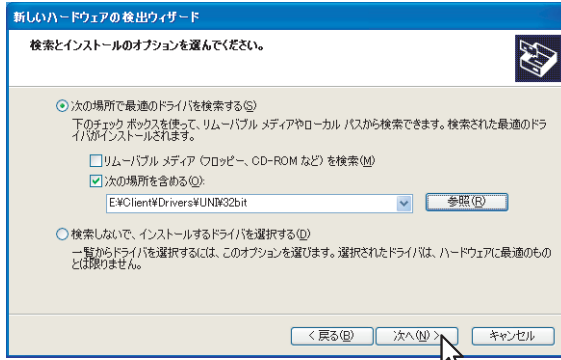 新しいハードウェアの検出ウィザード
検索とインストールのオプションを選んでください。
次の場所で最適のドライバを検索する(S)
下のチェック ボックスを使って、リムーバブル メディアやローカル パスから検索できます。検索された最適のドラ
イバがインストールされます。
リムーバブル メディア (フロッピー、CD-ROM など) を検索(M)
次の場所を含める(O):
E:¥Client¥Drivers¥UNI¥32bit
参照(R)
検索しないで、インストールするドライバを選択する(D)
一覧からドライバを選択するには、このオプションを選びます。選択されたドライバは、ハードウェアに最適のもの
とは限りません。
< 戻る(B) 次へ(N) > キャンセル